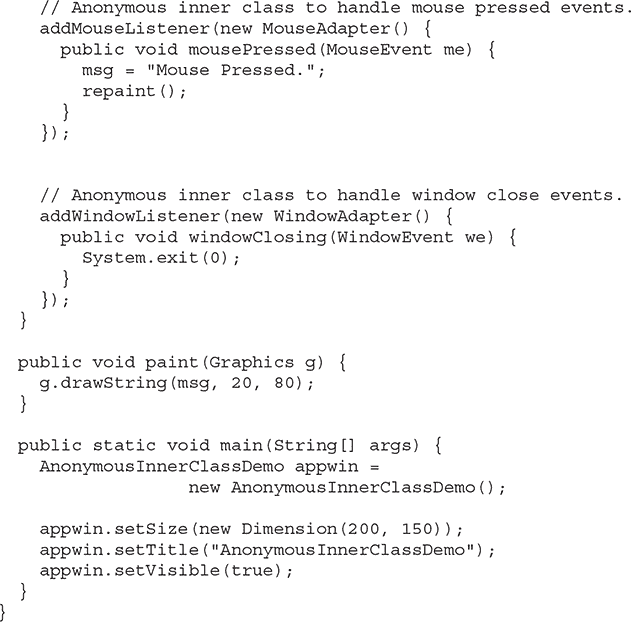 // Anonymous inner class to handle mouse pressed events.
addMouseListener(new MouseAdapter() {
public void mousePressed(MouseEvent me) {
msg = "Mouse Pressed.";
repaint();
}
});
// Anonymous inner class to handle window close events.
addWindowListener(new WindowAdapter() {
public void windowClosing(WindowEvent we) {
System.exit(0);
}
});
}
public void paint(Graphics g) {
g.drawString(msg, 20, 80);
}
public static void main(String[] args) {
AnonymousInnerClassDemo appwin =
new AnonymousInnerClassDemo();
appwin.setSize(new Dimension(200, 150));
appwin.setTitle("AnonymousInnerClassDemo");
appwin.setVisible(true);
}
}